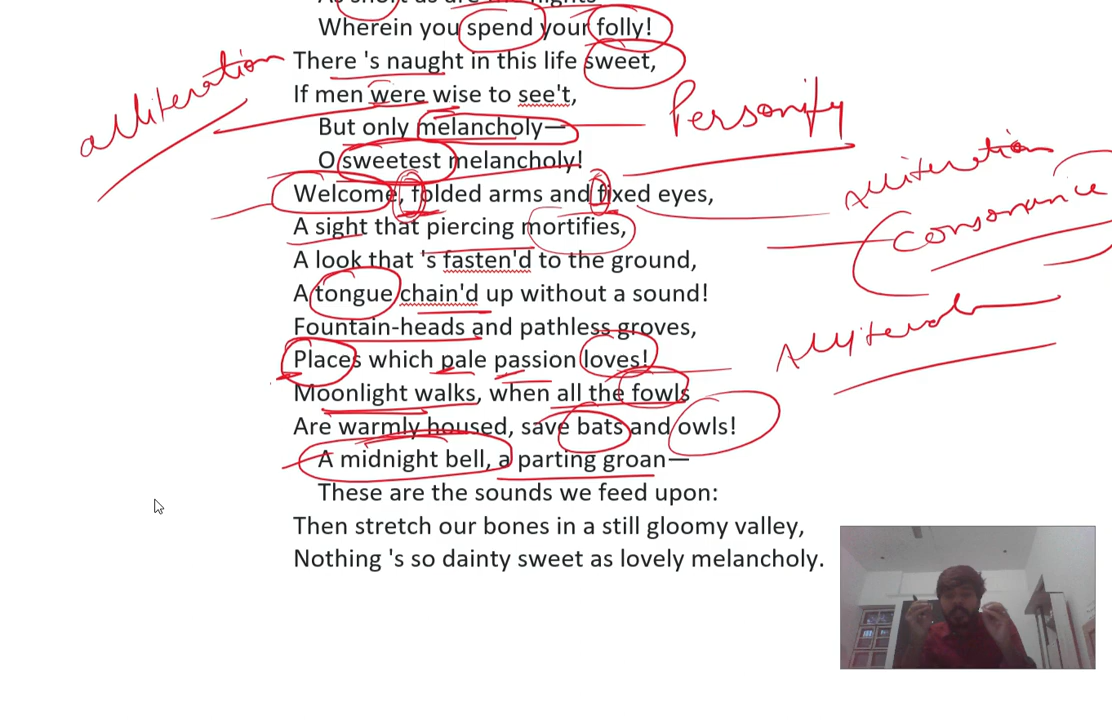 Wherein you spend your folly!
There 's naught in this life sweet,
If men were wise to see't,
But only melancholy—
O sweetest melancholy!
Welcome, folded arms and fixed eyes,
A sight that piercing mortifies,
A look that 's fasten'd to the ground,
A tongue chain'd up without a sound!
Fountain-heads and pathless groves,
Places which pale passion loves!
Moonlight walks, when all the fowls
Are warmly housed, save bats and owls!
A midnight bell, a parting groan—
These are the sounds we feed upon:
Then stretch our bones in a still gloomy valley,
Nothing 's so dainty sweet as lovely melancholy.
alliteration
Personify
Alliteration
Consonance